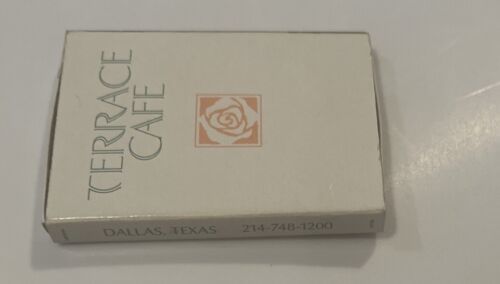 TERRACE
CAFE
DALLAS, TEXAS 214-748-1200